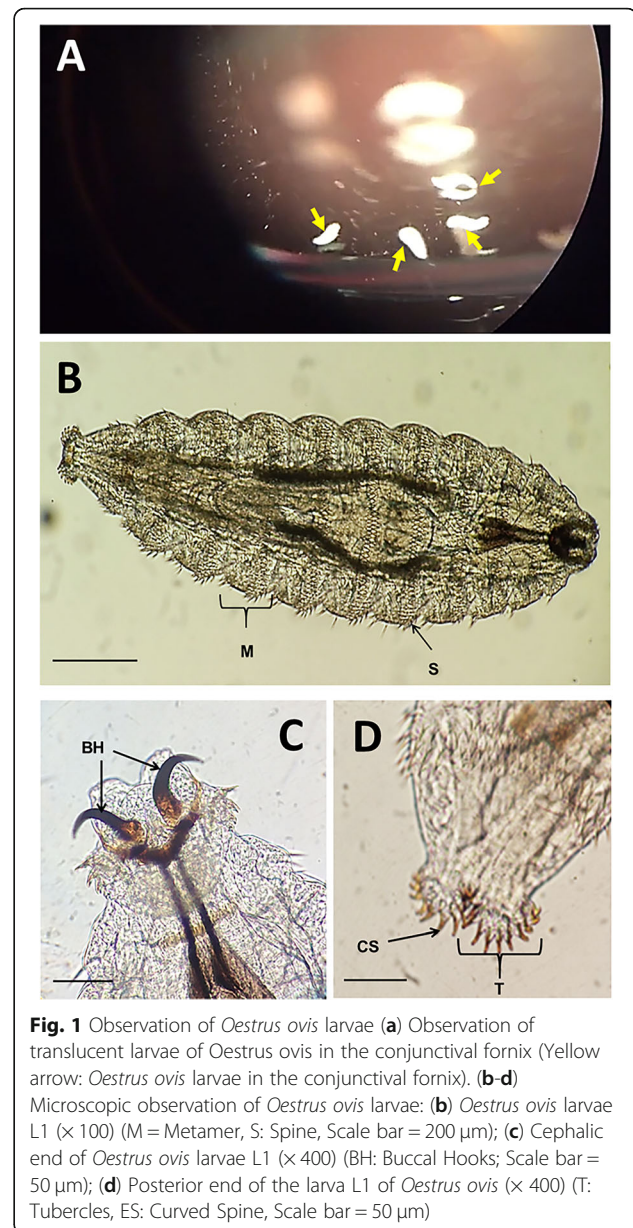 A
B
M
S
C
BH
D
CS
T
Fig. 1 Observation of Oestrus ovis larvae (a) Observation of
translucent larvae of Oestrus ovis in the conjunctival fornix (Yellow
arrow: Oestrus ovis larvae in the conjunctival fornix). (b-d)
Microscopic observation of Oestrus ovis larvae: (b) Oestrus ovis larvae
L1 (× 100) (M = Metamer, S: Spine, Scale bar = 200 μm); (c) Cephalic
end of Oestrus ovis larvae L1 (× 400) (BH: Buccal Hooks; Scale bar =
50 μm); (d) Posterior end of the larva L1 of Oestrus ovis (× 400) (T:
Tubercles, ES: Curved Spine, Scale bar = 50 μm)